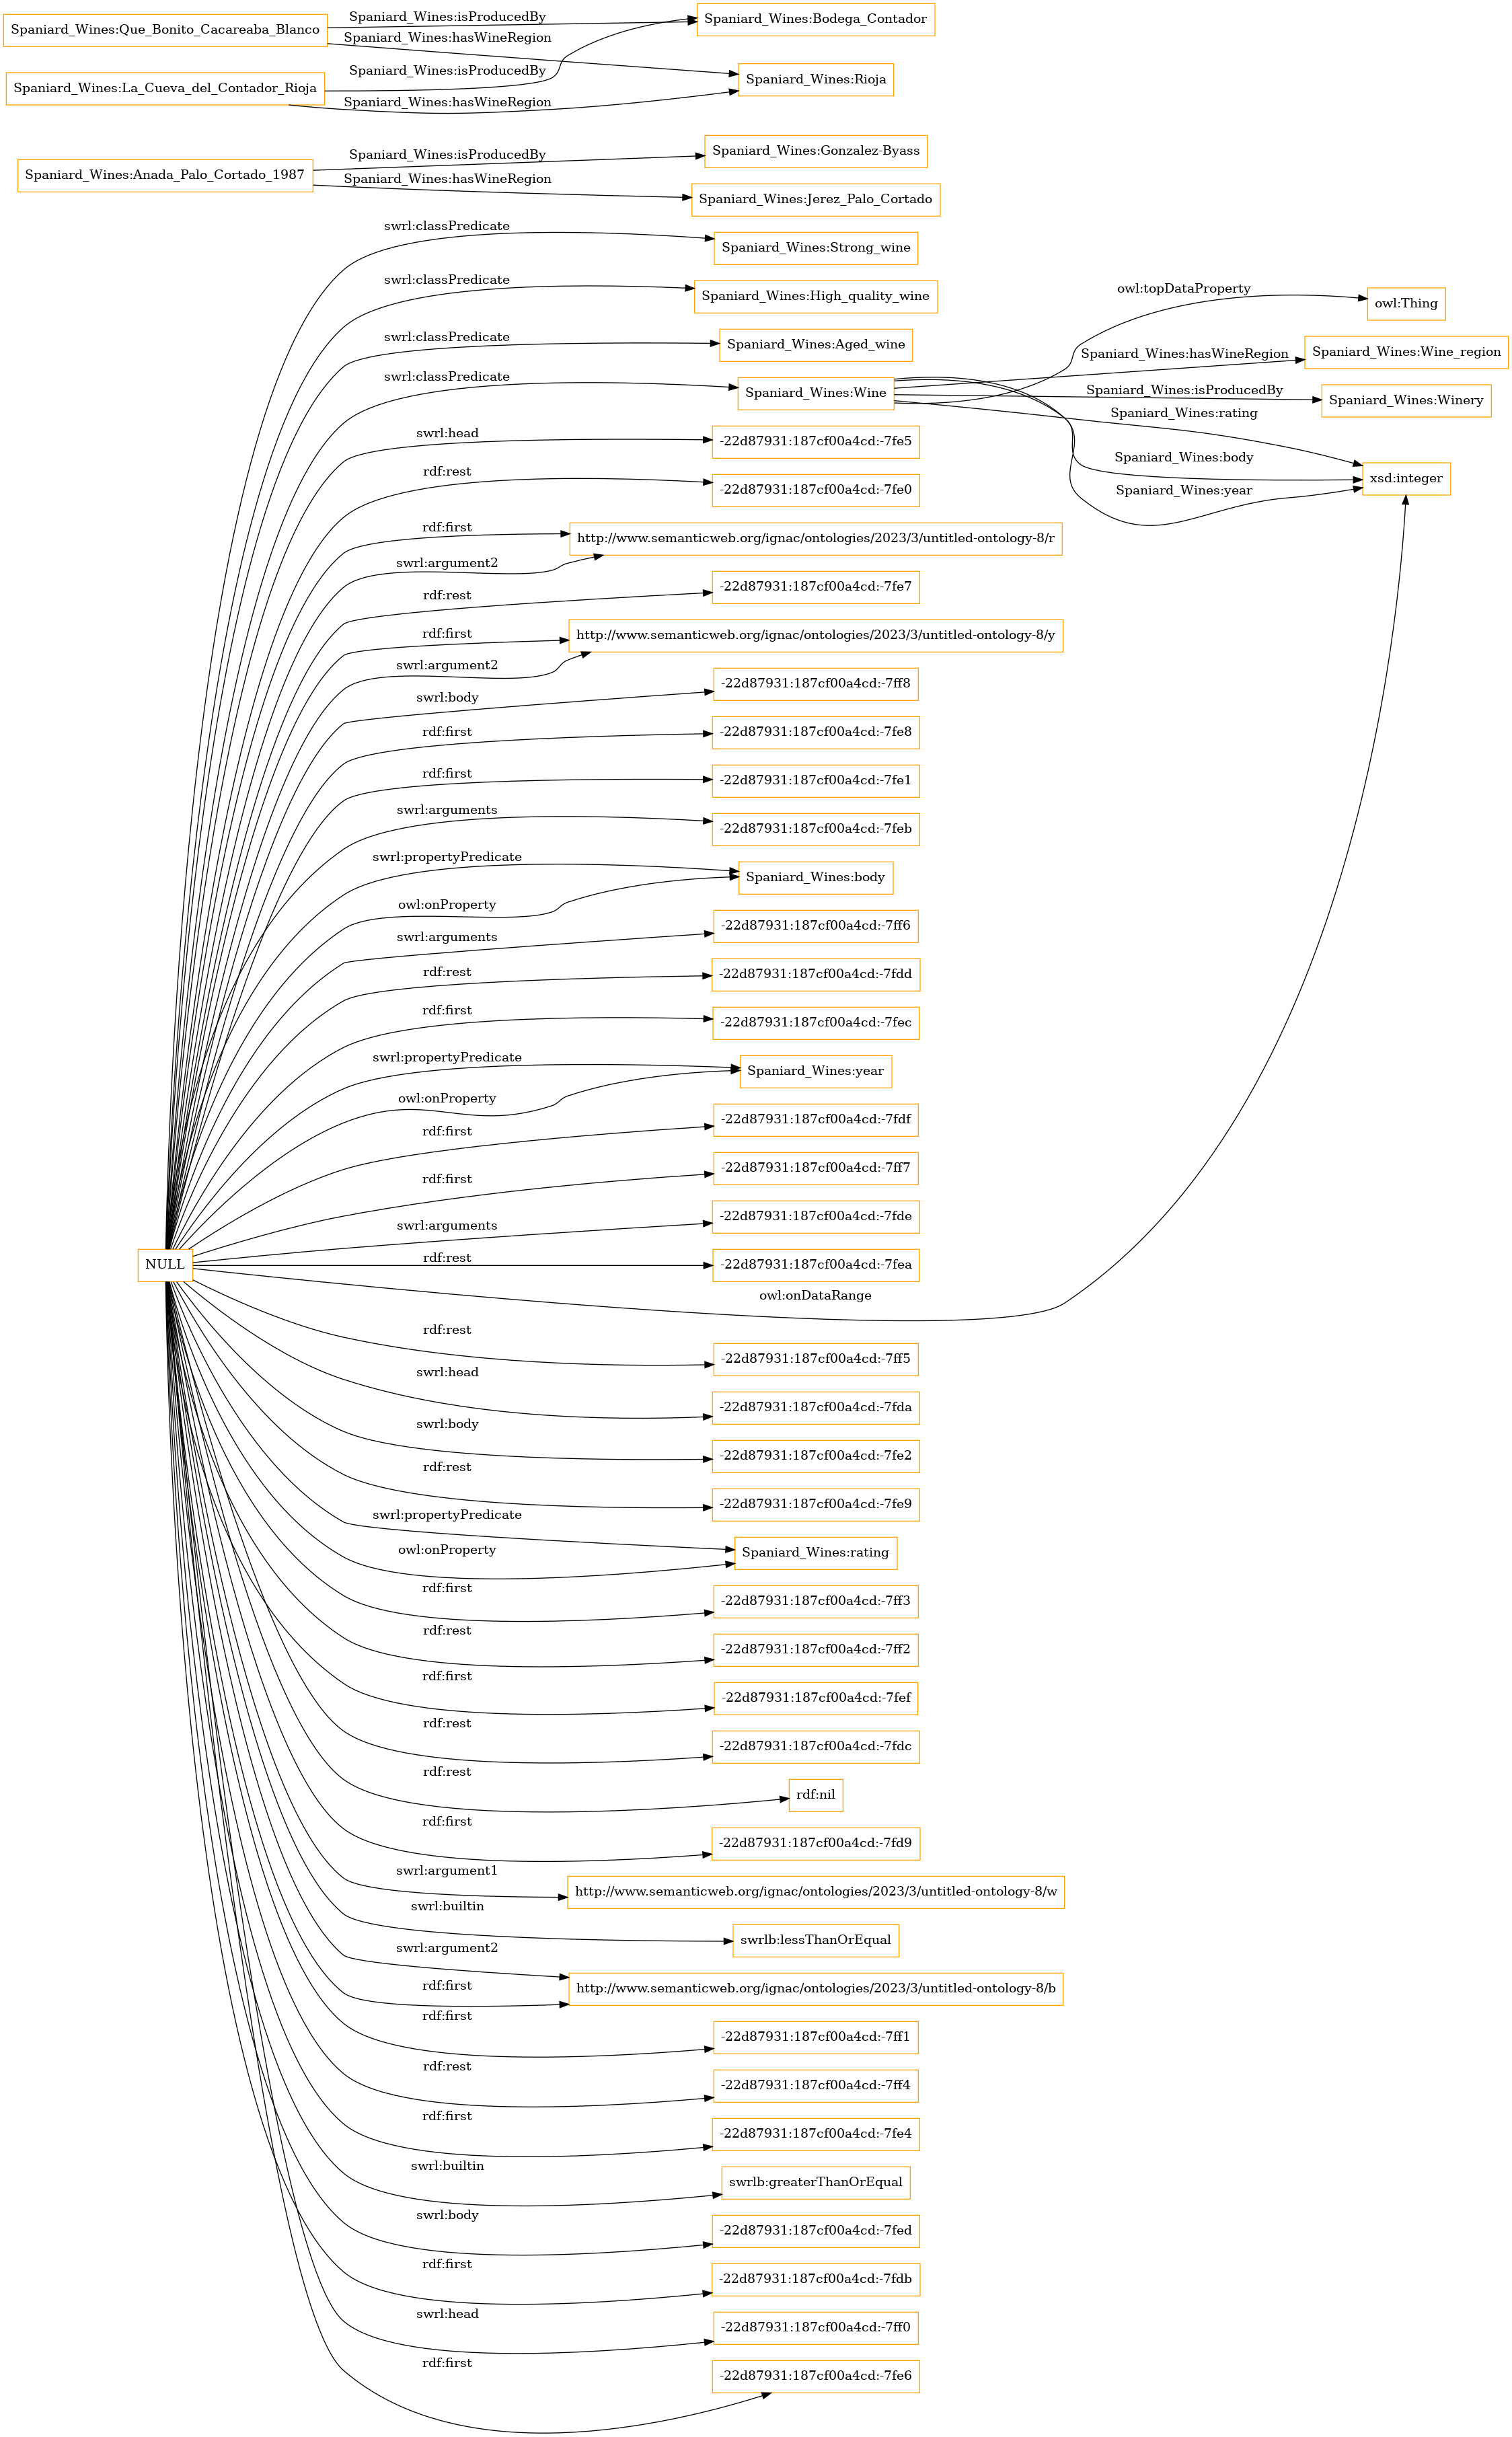 Spaniard_Wines:Que_Bonito_Cacareaba_Blanco
Spaniard_Wines:isProducedBy
Spaniard_Wines:Bodega_Contador
Spaniard_Wines:hasWineRegion
Spaniard_Wines:isProducedBy
Spaniard_Wines:Rioja
Spaniard_Wines:La_Cueva_del_Contador_Rioja
Spaniard_Wines:hasWineRegion
Spaniard_Wines:isProducedBy
Spaniard_Wines:Gonzalez-Byass
Spaniard_Wines:Anada_Palo_Cortado_1987
Spaniard_Wines:hasWineRegion
Spaniard_Wines:Jerez_Palo_Cortado
swrl:classPredicate
Spaniard_Wines:Strong_wine
swrl:classPredicate
Spaniard_Wines:High_quality_wine
owl:topDataProperty
owl:Thing
swrl:classPredicate
Spaniard_Wines:Aged_wine
Spaniard_Wines:hasWineRegion
Spaniard_Wines:Wine_region
swrl:classPredicate
Spaniard_Wines:Wine
Spaniard_Wines:isProducedBy
Spaniard_Wines:Winery
Spaniard_Wines:rating
swrl:head
-22d87931:187cf00a4cd:-7fe5
Spaniard_Wines:body
rdf:rest
-22d87931:187cf00a4cd:-7fe0
Spaniard_Wines:year
xsd:integer
rdf:first
http://www.semanticweb.org/ignac/ontologies/2023/3/untitled-ontology-8/r
swrl:argument2
rdf:rest
-22d87931:187cf00a4cd:-7fe7
rdf:first
http://www.semanticweb.org/ignac/ontologies/2023/3/untitled-ontology-8/y
swrl:argument2
swrl:body
-22d87931:187cf00a4cd:-7ff8
rdf:first
-22d87931:187cf00a4cd:-7fe8
rdf:first
-22d87931:187cf00a4cd:-7fe1
swrl:arguments
-22d87931:187cf00a4cd:-7feb
swrl:propertyPredicate
Spaniard_Wines:body
owl:onProperty
swrl:arguments
-22d87931:187cf00a4cd:-7ff6
rdf:rest
-22d87931:187cf00a4cd:-7fdd
rdf:first
-22d87931:187cf00a4cd:-7fec
swrl:propertyPredicate
Spaniard_Wines:year
owl:onProperty
rdf:first
-22d87931:187cf00a4cd:-7fdf
rdf:first
-22d87931:187cf00a4cd:-7ff7
swrl:arguments
-22d87931:187cf00a4cd:-7fde
NULL
rdf:rest
-22d87931:187cf00a4cd:-7fea
owl:onDataRange
rdf:rest
-22d87931:187cf00a4cd:-7ff5
swrl:head
-22d87931:187cf00a4cd:-7fda
swrl:body
-22d87931:187cf00a4cd:-7fe2
rdf:rest
-22d87931:187cf00a4cd:-7fe9
swrl:propertyPredicate
Spaniard_Wines:rating
owl:onProperty
rdf:first
-22d87931:187cf00a4cd:-7ff3
rdf:rest
-22d87931:187cf00a4cd:-7ff2
rdf:first
-22d87931:187cf00a4cd:-7fef
rdf:rest
-22d87931:187cf00a4cd:-7fdc
rdf:rest
rdf:nil
rdf:first
-22d87931:187cf00a4cd:-7fd9
swrl:argument1
http://www.semanticweb.org/ignac/ontologies/2023/3/untitled-ontology-8/w
swrl:builtin
swrlb:lessThanOrEqual
swrl:argument2
http://www.semanticweb.org/ignac/ontologies/2023/3/untitled-ontology-8/b
rdf:first
rdf:first
-22d87931:187cf00a4cd:-7ff1
rdf:rest
-22d87931:187cf00a4cd:-7ff4
rdf:first
-22d87931:187cf00a4cd:-7fe4
swrl:builtin
swrlb:greaterThanOrEqual
swrl:body
-22d87931:187cf00a4cd:-7fed
rdf:first
-22d87931:187cf00a4cd:-7fdb
swrl:head
-22d87931:187cf00a4cd:-7ff0
rdf:first
-22d87931:187cf00a4cd:-7fe6